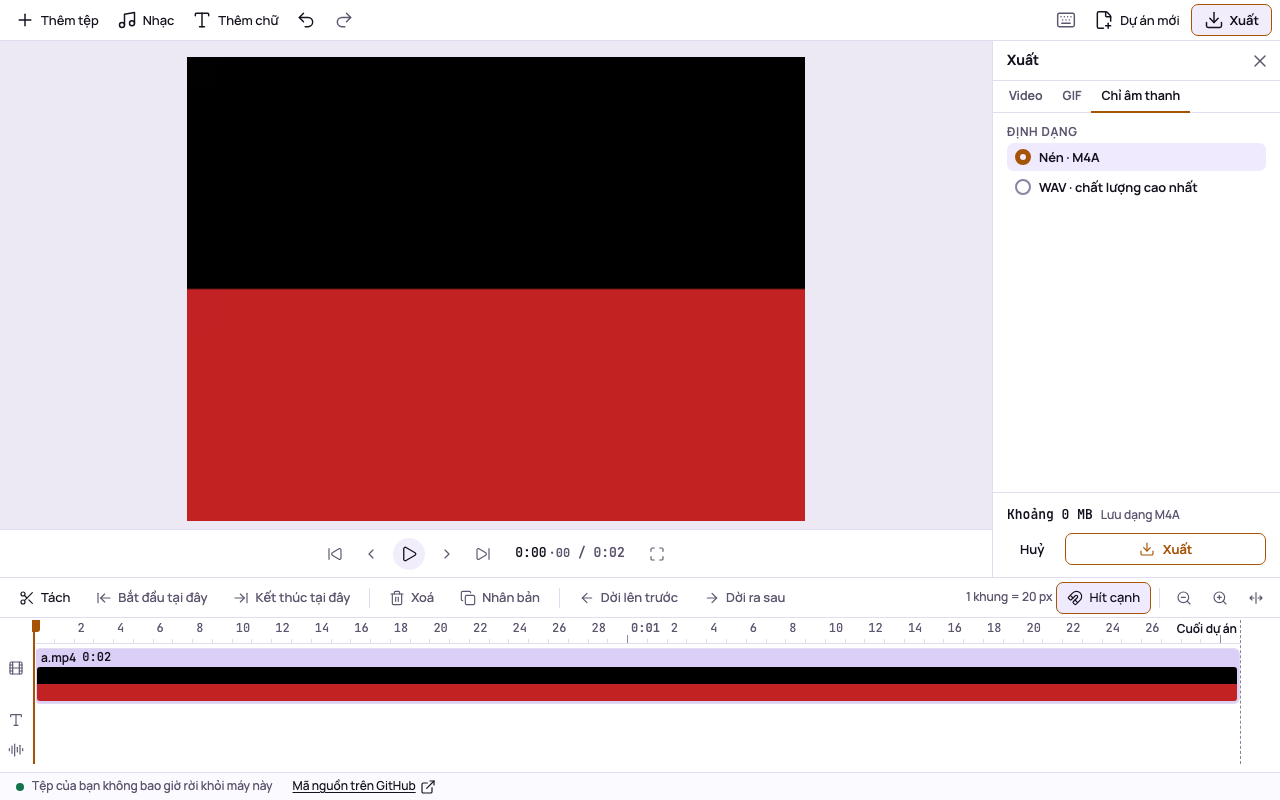 Thêm tệp Nhạc Thêm chữ Dự án mới Xuất
Xuất
Video GIF Chỉ âm thanh
ĐỊNH DẠNG
Nén · M4A
WAV · chất lượng cao nhất
Khoảng 0 MB Lưu dạng M4A
Huỷ Xuất
0:00·00 / 0:02
Tách Bắt đầu tại đây Kết thúc tại đây Xoá Nhân bản Dời lên trước Dời ra sau 1 khung = 20 px Hít cạnh
2 4 6 8 10 12 14 16 18 20 22 24 26 28 0:01 2 4 6 8 10 12 14 16 18 20 22 24 26 Cuối dự án
a.mp4 0:02
Tệp của bạn không bao giờ rời khỏi máy này Mã nguồn trên GitHub